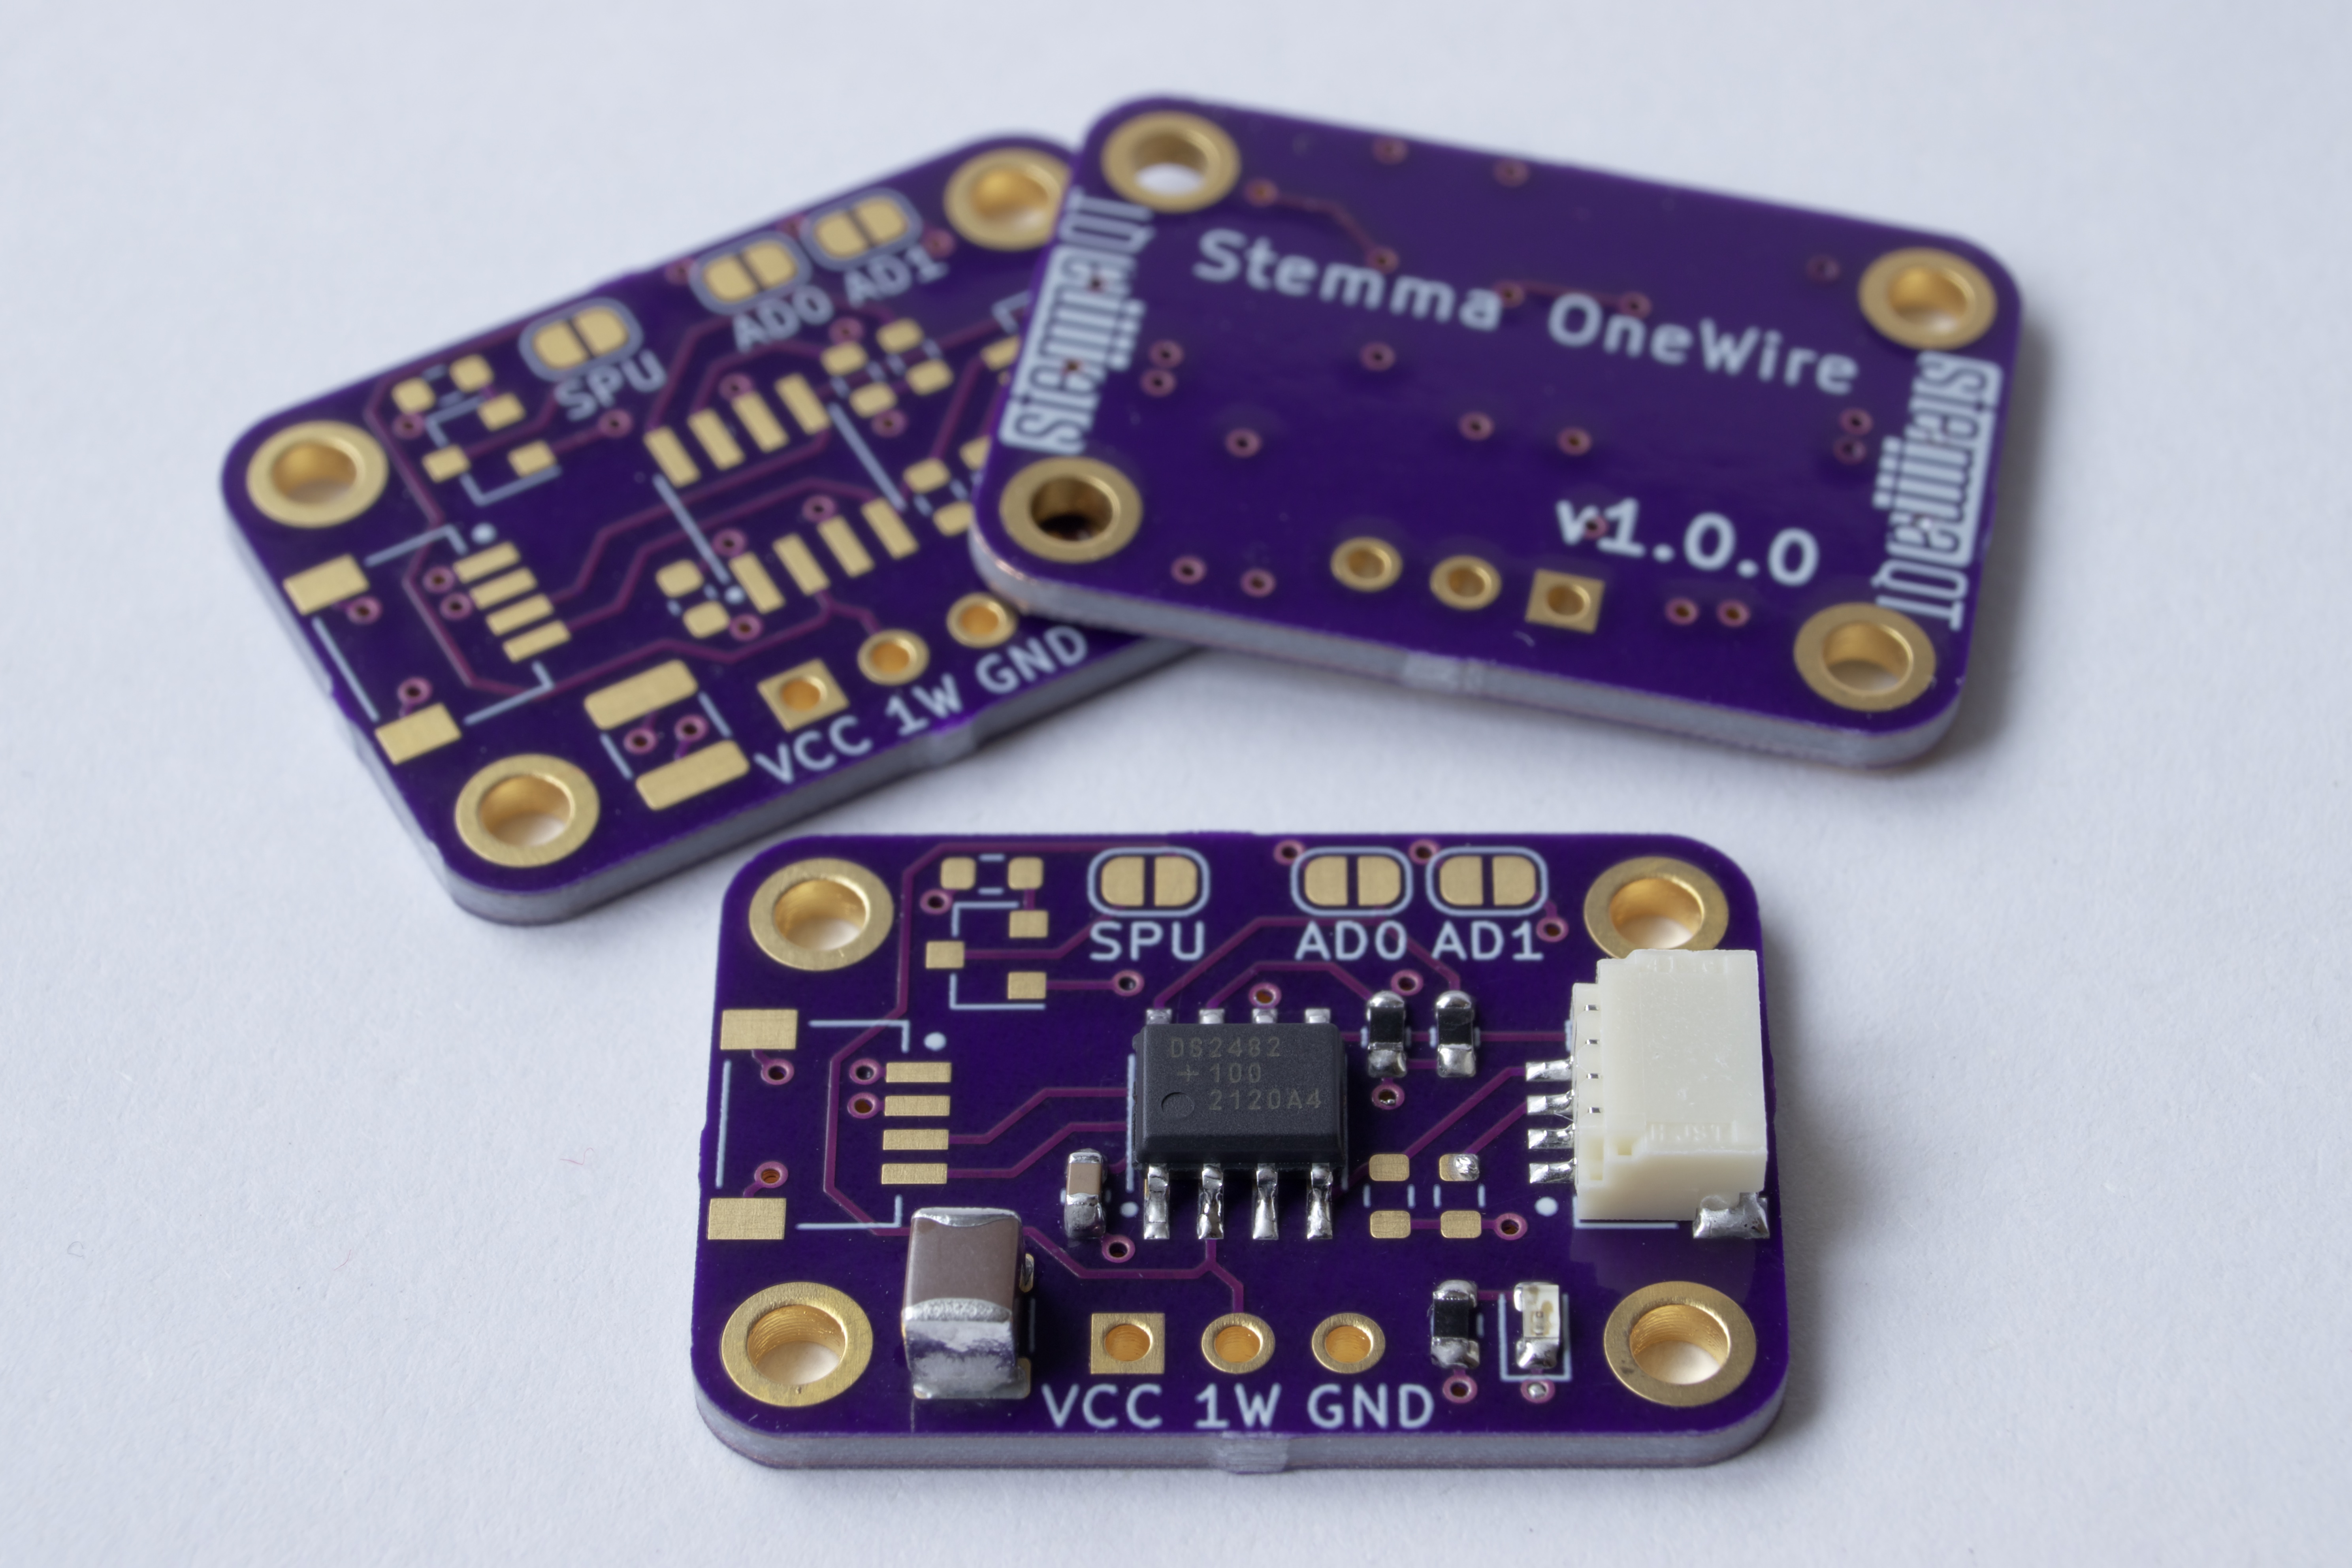 SPU
AD0 AD1
VCC 1W GND
Stemma OneWire
v1.0.0
SPU
AD0 AD1
DS2482
+100
2120A4
JST
VCC 1W GND